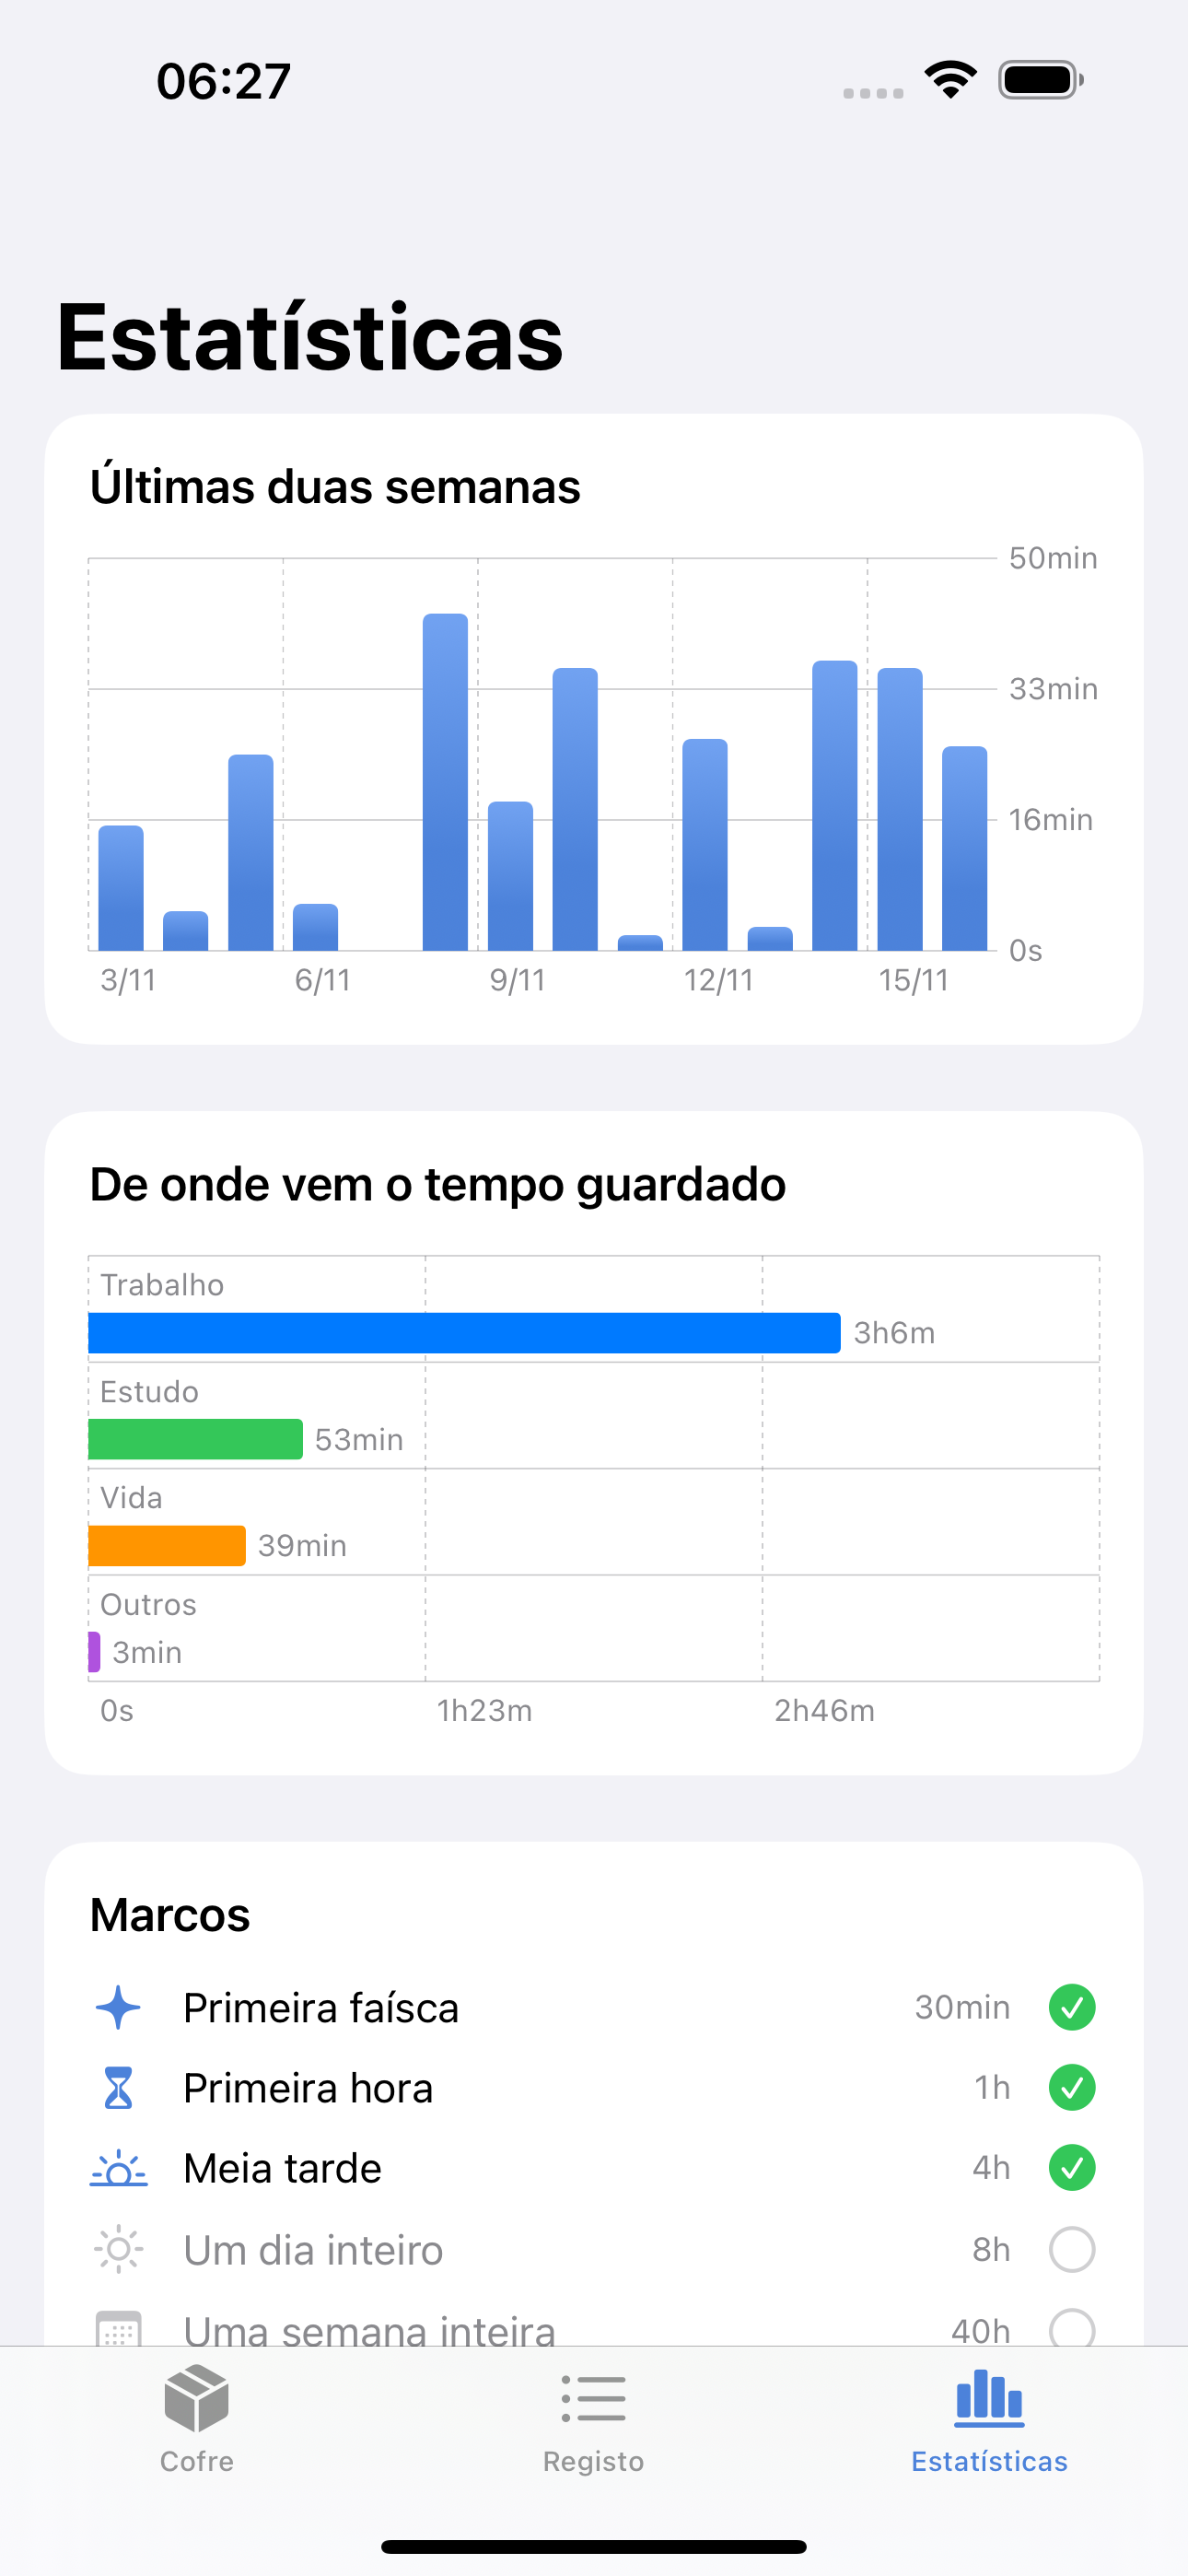 06:27
Estatísticas
Últimas duas semanas
50min
33min
16min
0s
3/11 6/11 9/11 12/11 15/11
De onde vem o tempo guardado
Trabalho
3h6m
Estudo
53min
Vida
39min
Outros
3min
0s 1h23m 2h46m
Marcos
Primeira faísca 30min
Primeira hora 1h
Meia tarde 4h
Um dia inteiro 8h
Uma semana inteira 40h
Cofre Registo Estatísticas